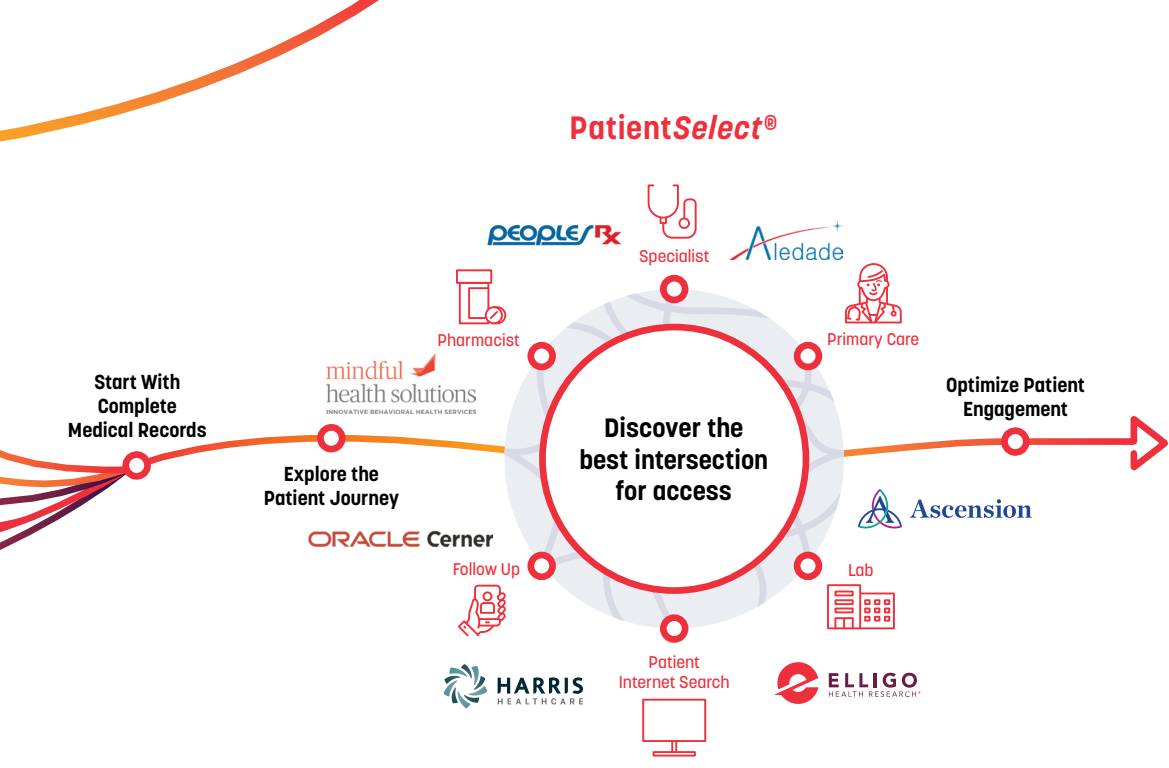 PatientSelect®
PEOPLES Rx
Specialist
Aledade
Pharmacist
Primary Care
mindful
health solutions
INNOVATIVE BEHAVIORAL HEALTH SERVICES
Start With
Complete
Medical Records
Explore the
Patient Journey
Discover the
best intersection
for access
Optimize Patient
Engagement
ORACLE Cerner
Ascension
Follow Up
Lab
HARRIS
HEALTHCARE
Patient
Internet Search
ELLIGO
HEALTH RESEARCH®